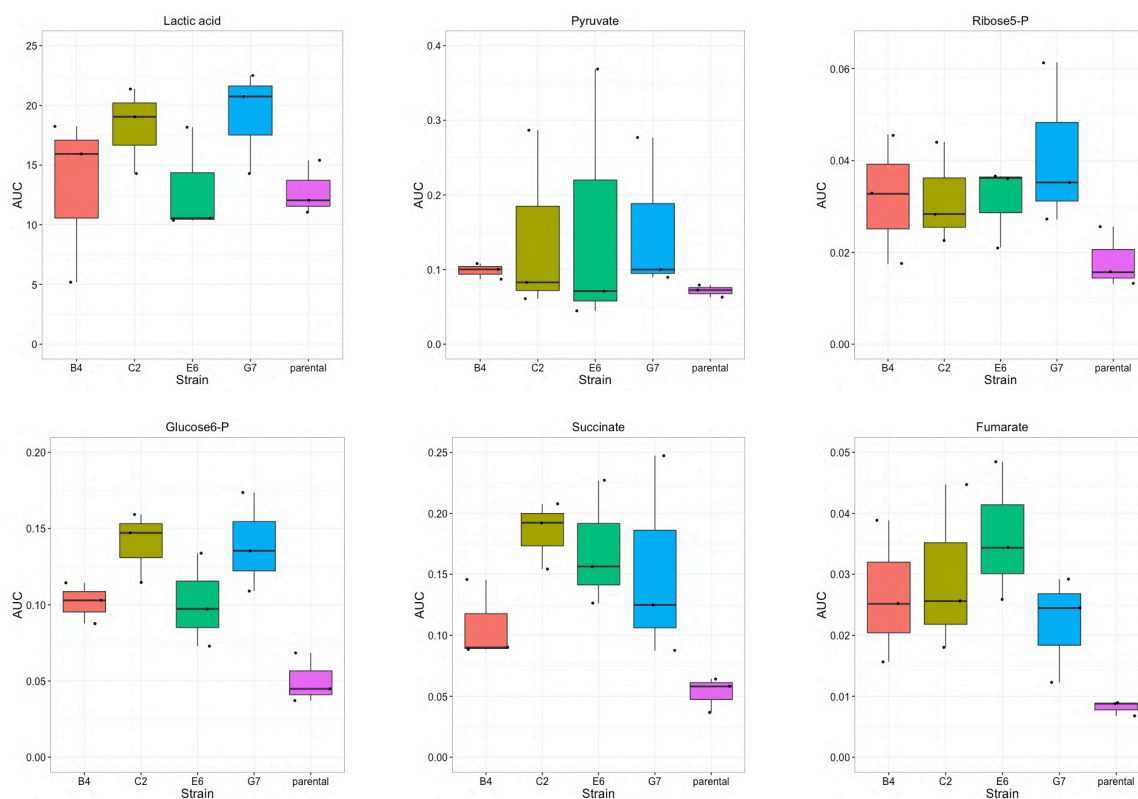 Lactic acid
25
20
15
10
5
0
AUC
B4 C2 E6 G7 parental
Strain
Pyruvate
0.4
0.3
0.2
0.1
0.0
AUC
B4 C2 E6 G7 parental
Strain
Ribose5-P
0.06
0.04
0.02
0.00
AUC
B4 C2 E6 G7 parental
Strain
Glucose6-P
0.20
0.15
0.10
0.05
0.00
AUC
B4 C2 E6 G7 parental
Strain
Succinate
0.25
0.20
0.15
0.10
0.05
0.00
AUC
B4 C2 E6 G7 parental
Strain
Fumarate
0.05
0.04
0.03
0.02
0.01
0.00
AUC
B4 C2 E6 G7 parental
Strain